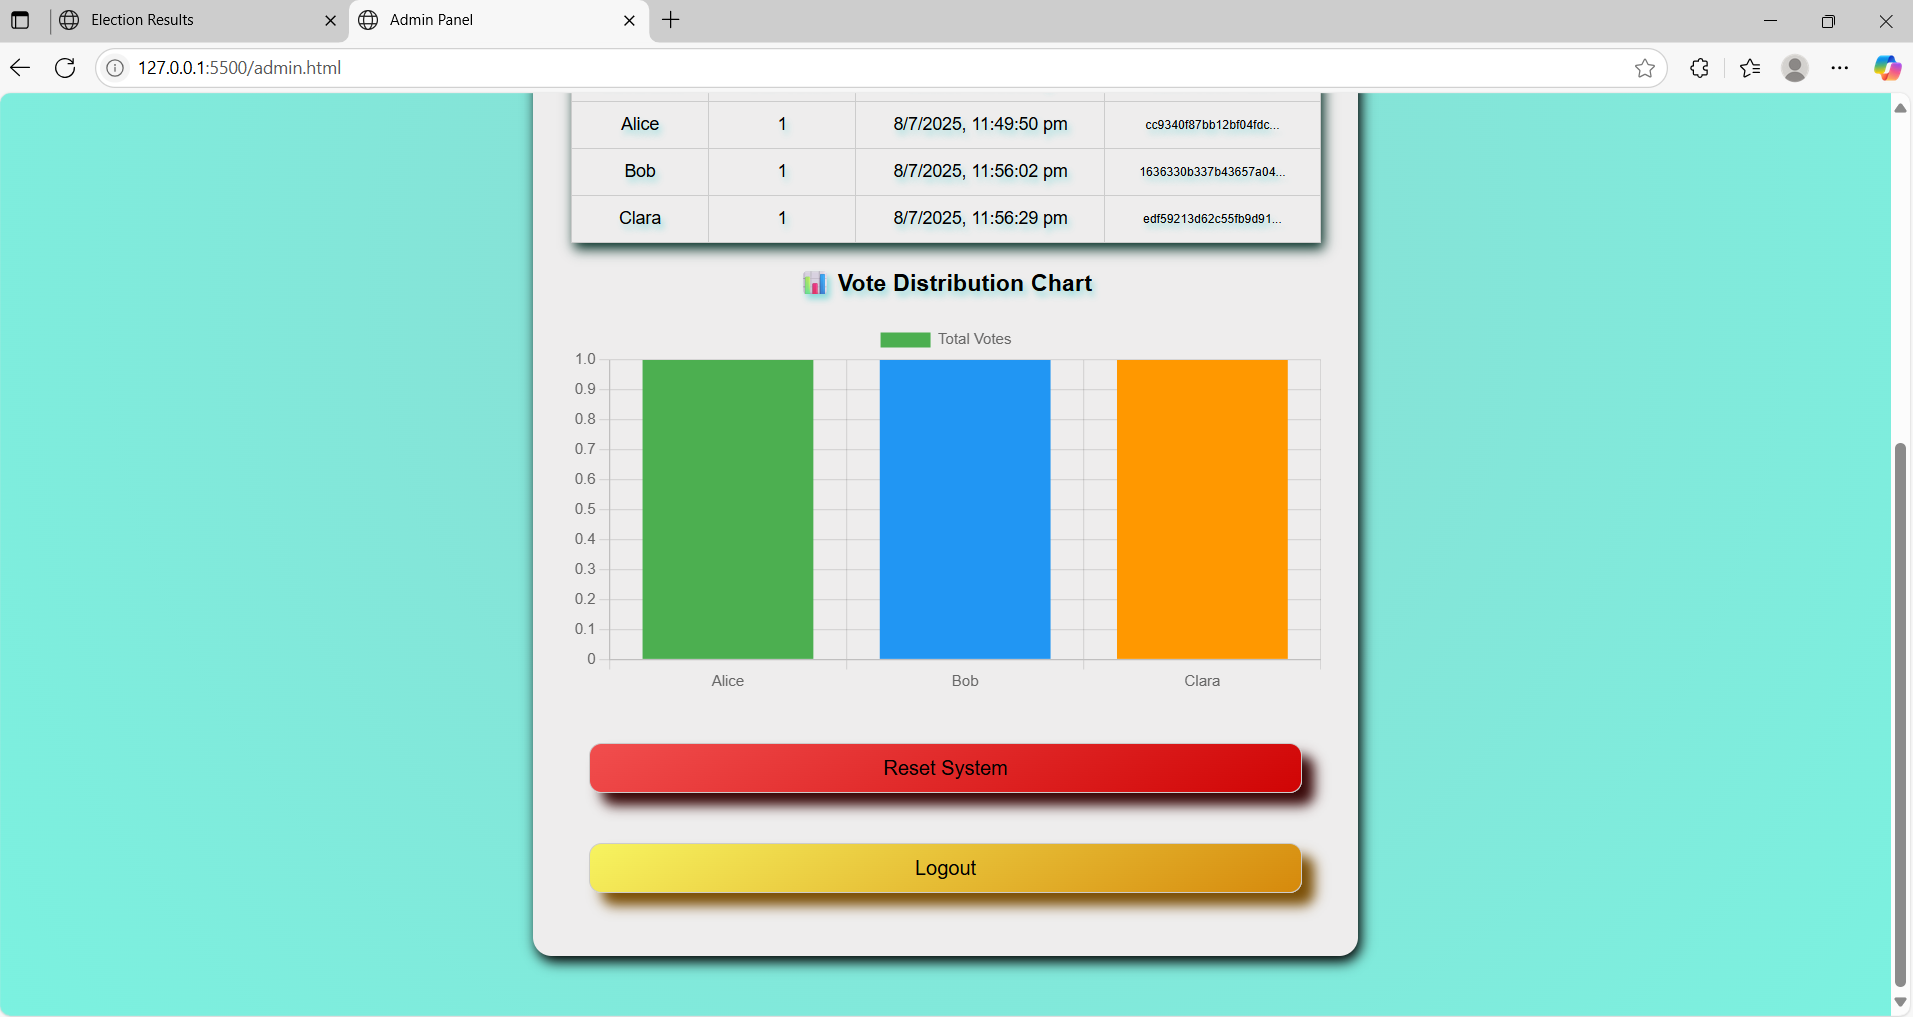 Election Results
Admin Panel
127.0.0.1:5500/admin.html
Alice 1 8/7/2025, 11:49:50 pm cc9340f87bb12bf04fdc...
Bob 1 8/7/2025, 11:56:02 pm 1636330b337b43657a04...
Clara 1 8/7/2025, 11:56:29 pm edf59213d62c55fb9d91...
Vote Distribution Chart
Total Votes
1.0
0.9
0.8
0.7
0.6
0.5
0.4
0.3
0.2
0.1
0
Alice Bob Clara
Reset System
Logout